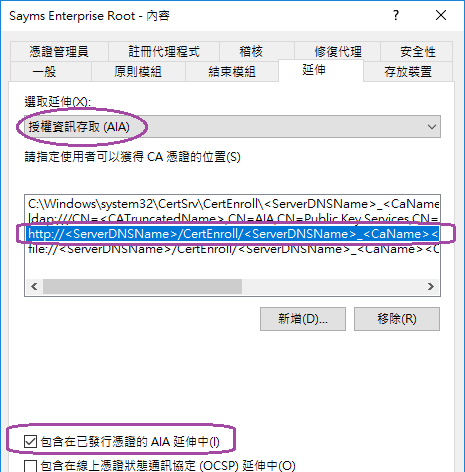 Sayms Enterprise Root - 內容
憑證管理員 註冊代理程式 稽核 修復代理 安全性
一般 原則模組 結束模組 延伸 存放裝置
選取延伸(X):
授權資訊存取 (AIA)
請指定使用者可以獲得 CA 憑證的位置(S)
C:\Windows\system32\CertSrv\CertEnroll\<ServerDNSName>_<CaName
ldap:///CN=<CATruncatedName>,CN=AIA,CN=Public Key Services,CN=
http://<ServerDNSName>/CertEnroll/<ServerDNSName>_<CaName><
file://<ServerDNSName>/CertEnroll/<ServerDNSName>_<CaName><C
新增(D)... 移除(R)
包含在已發行憑證的 AIA 延伸中(I)
包含在線上憑證狀態通訊協定 (OCSP) 延伸中(O)